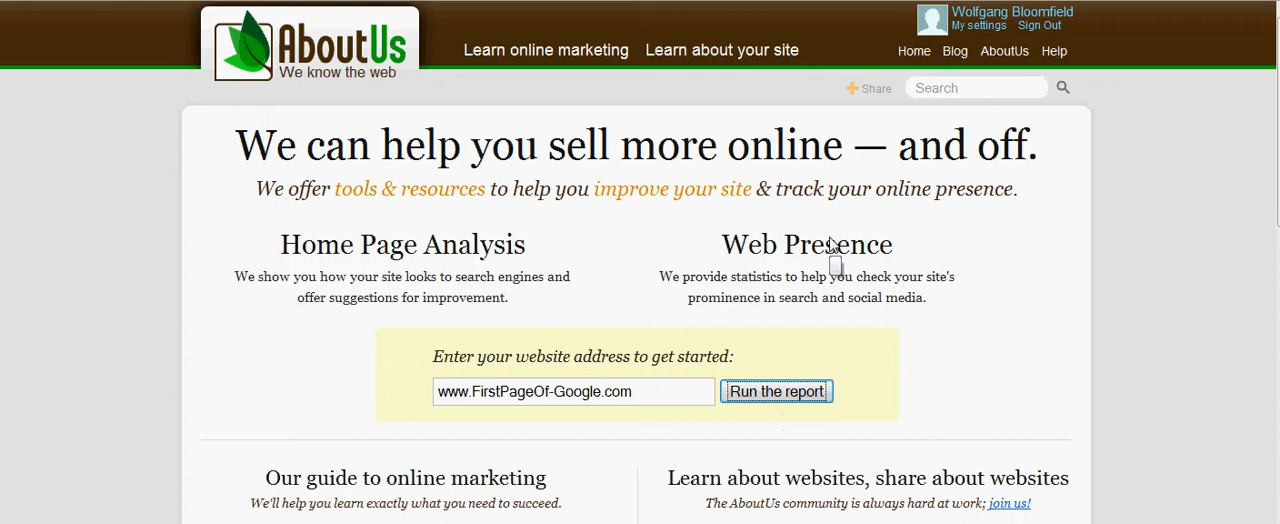 Wolfgang Bloomfield
My settings Sign Out
AboutUs
We know the web
Learn online marketing Learn about your site
Home Blog AboutUs Help
Share Search
We can help you sell more online — and off.
We offer tools & resources to help you improve your site & track your online presence.
Home Page Analysis
We show you how your site looks to search engines and
offer suggestions for improvement.
Web Presence
We provide statistics to help you check your site's
prominence in search and social media.
Enter your website address to get started:
www.FirstPageOf-Google.com Run the report
Our guide to online marketing
We'll help you learn exactly what you need to succeed.
Learn about websites, share about websites
The AboutUs community is always hard at work; join us!